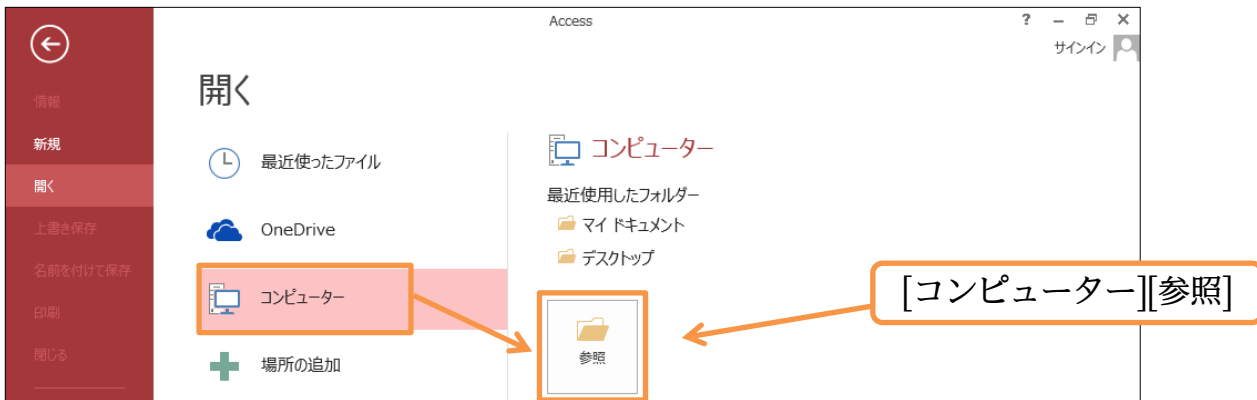 Access
? – 🗗 ✕
サインイン
情報
新規
開く
上書き保存
名前を付けて保存
印刷
閉じる
開く
最近使ったファイル
OneDrive
コンピューター
場所の追加
コンピューター
最近使用したフォルダー
マイ ドキュメント
デスクトップ
参照
[コンピューター][参照]